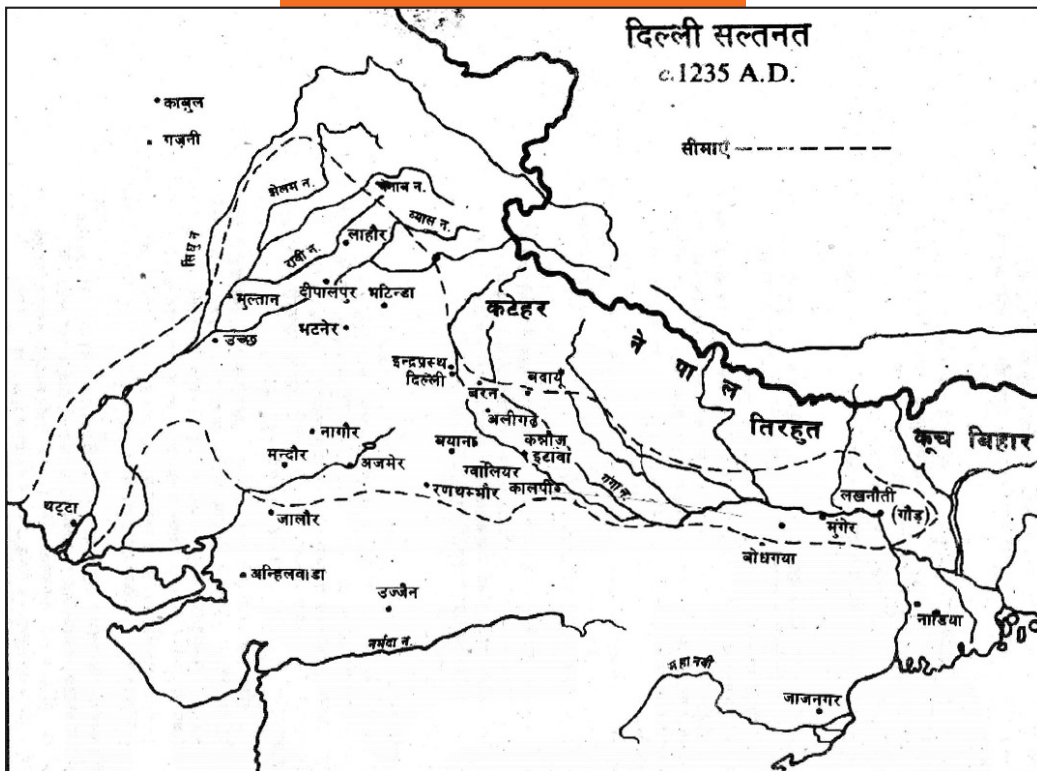 दिल्ली सल्तनत
c.1235 A.D.
सीमाएँ
काबुल
गज़नी
झेलम न.
चेनाब न.
सिंधु न
रावी न.
लाहौर
व्यास न.
मुल्तान
दीपालपुर
भटिन्डा
उच्छ
भटनेर
कटेहर
इन्द्रप्रस्थ
दिल्ली
ने पा ल
बरन
बदायूँ
अलीगढ़
तिरहुत
कूच बिहार
नागौर
मन्दौर
अजमेर
बयाना
कन्नौज
इटावा
ग्वालियर
रणथम्भौर
कालपी
गंगा न.
लखनौती
(गौड़)
थट्टा
जालौर
मुंगेर
बोधगया
अन्हिलवाडा
उज्जैन
नाडिया
नर्मदा न.
महानदी
जाजनगर